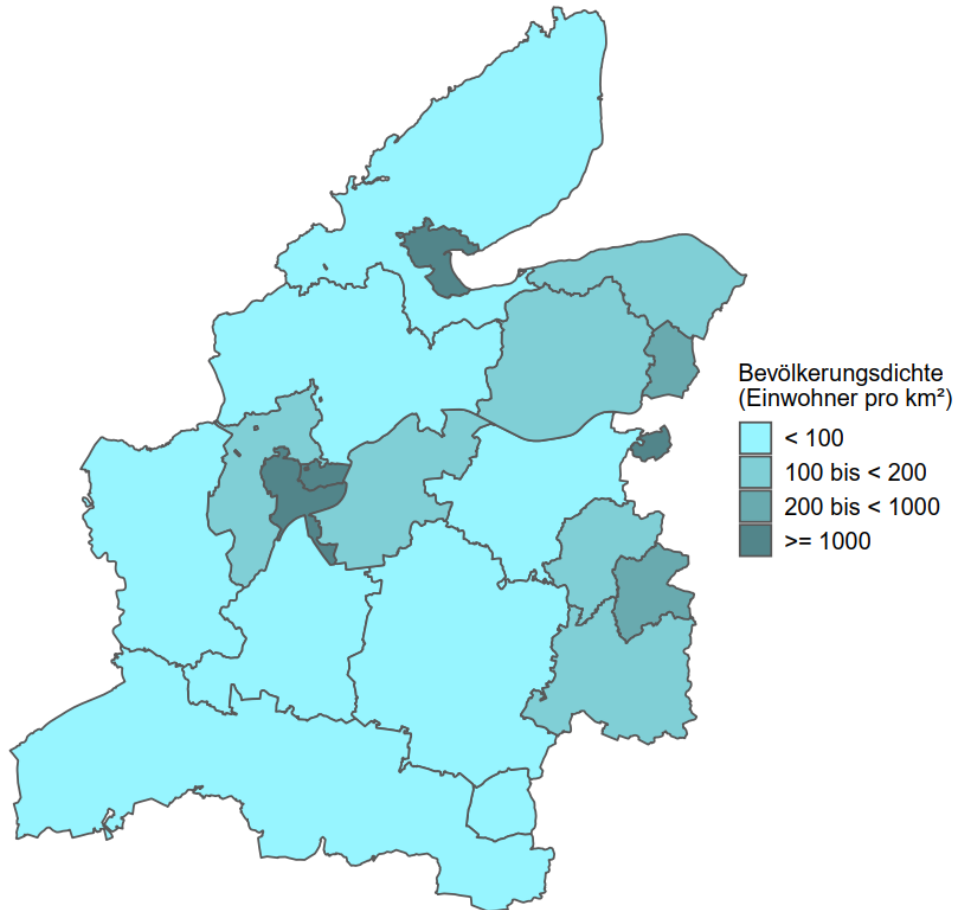 Bevölkerungsdichte
(Einwohner pro km²)
< 100
100 bis < 200
200 bis < 1000
>= 1000